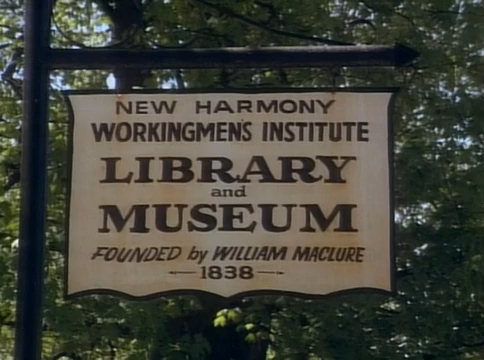 NEW HARMONY
WORKINGMEN'S INSTITUTE
LIBRARY
and
MUSEUM
FOUNDED by WILLIAM MACLURE
1838